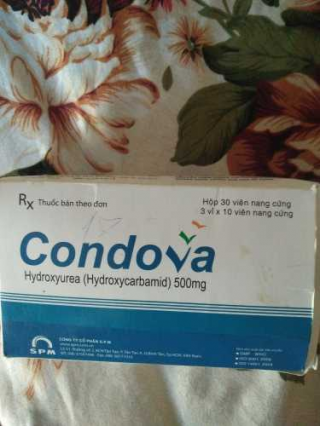 Rx Thuốc bán theo đơn
Hộp 30 viên nang cứng
3 vỉ x 10 viên nang cứng
Condova
Hydroxyurea (Hydroxycarbamid) 500mg
CÔNG TY CỔ PHẦN S.P.M
SPM